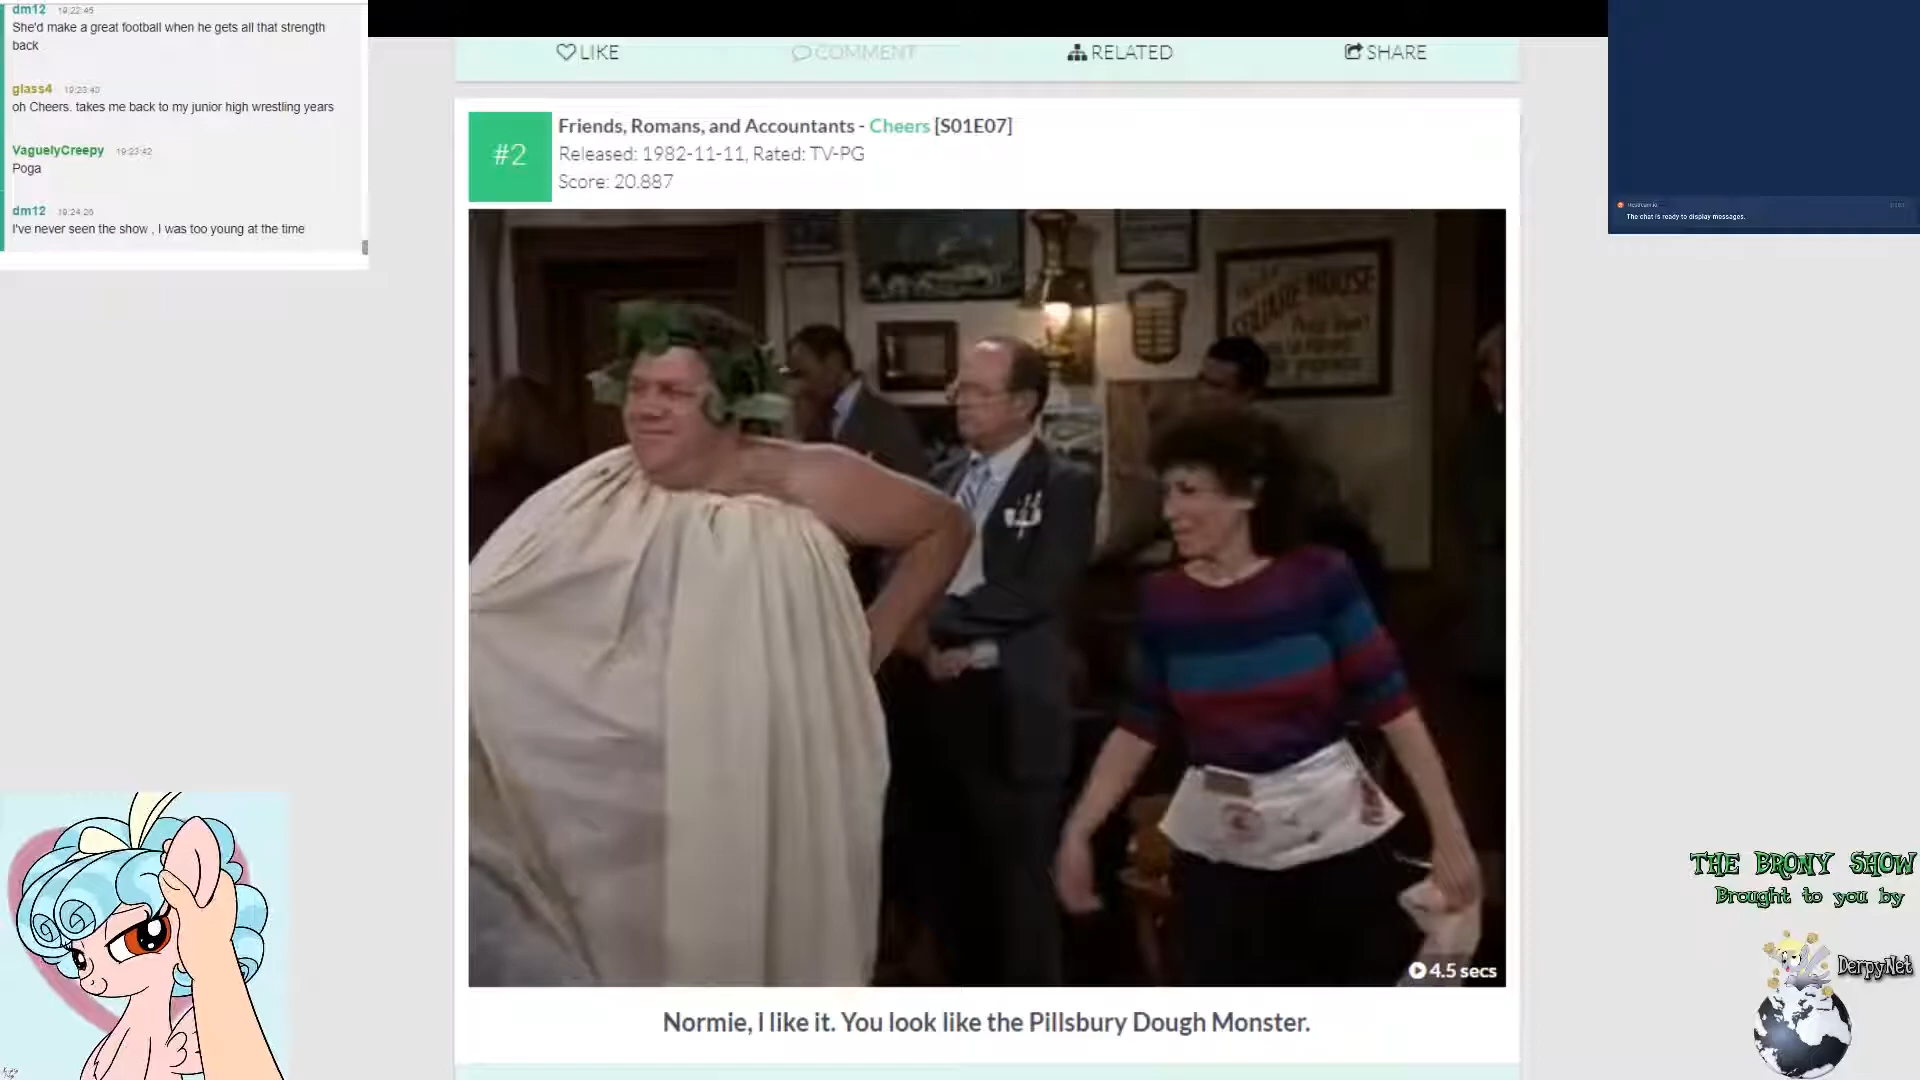 dm12 19:22:45
She'd make a great football when he gets all that strength
back
glass4 19:23:40
oh Cheers. takes me back to my junior high wrestling years
VaguelyCreepy 19:23:42
Poga
dm12 19:24:26
I've never seen the show , I was too young at the time
LIKE
COMMENT
RELATED
SHARE
#2
Friends, Romans, and Accountants - Cheers [S01E07]
Released: 1982-11-11, Rated: TV-PG
Score: 20.887
SQUARE HOUSE
4.5 secs
Normie, I like it. You look like the Pillsbury Dough Monster.
The chat is ready to display messages.
THE BRONY SHOW
Brought to you by
DerpyNet